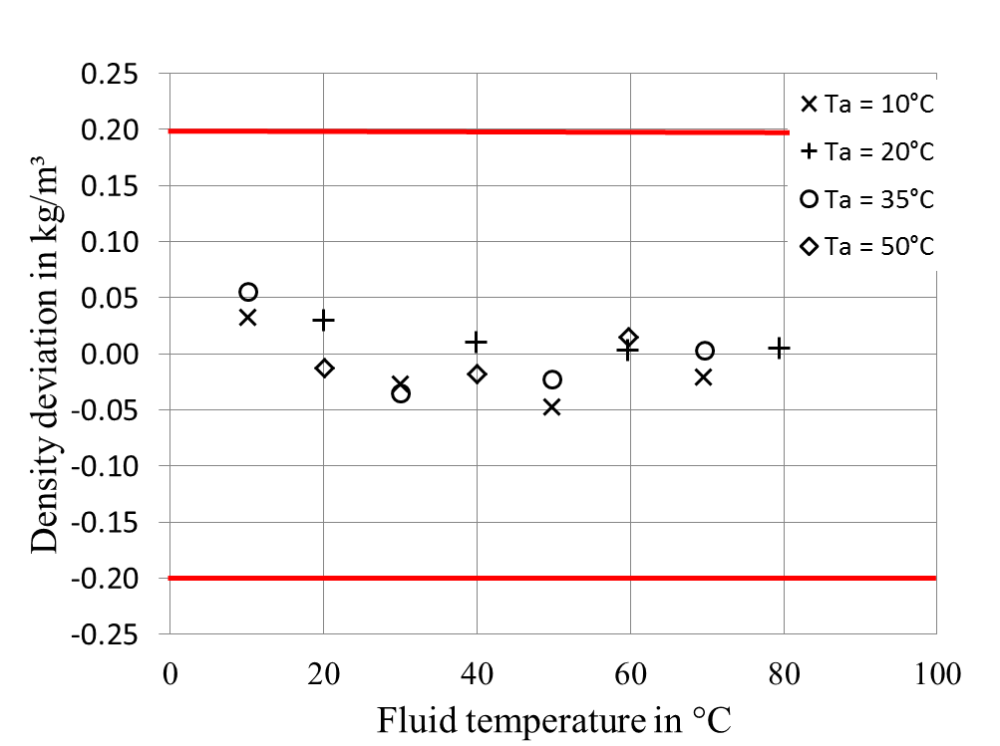 0.25
0.20
0.15
0.10
0.05
0.00
-0.05
-0.10
-0.15
-0.20
-0.25
Density deviation in kg/m³
Ta = 10°C
Ta = 20°C
Ta = 35°C
Ta = 50°C
0 20 40 60 80 100
Fluid temperature in °C